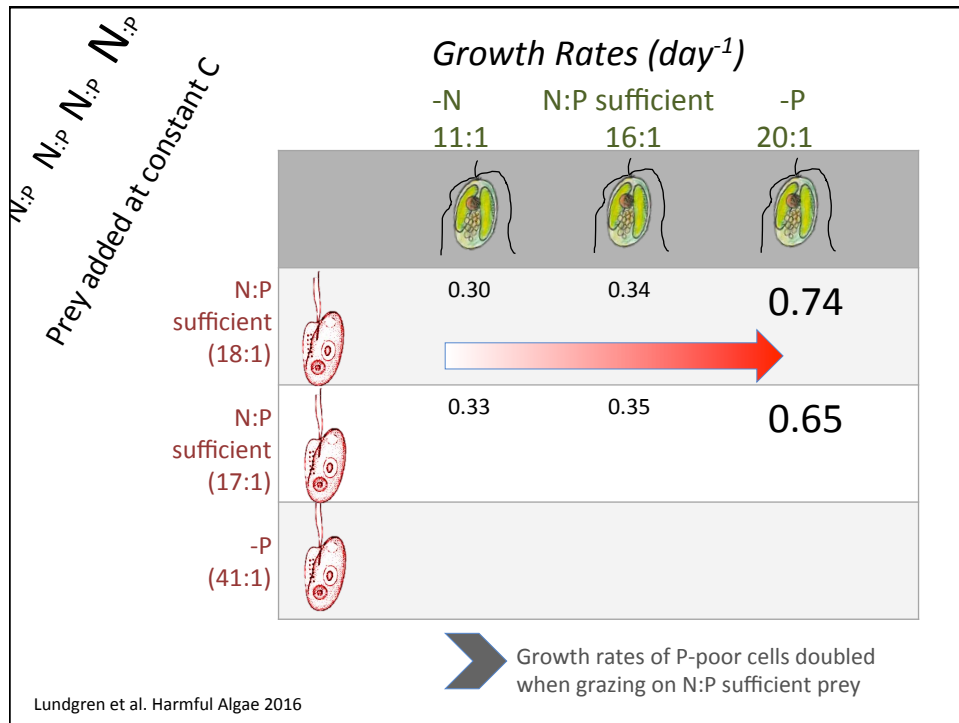 N:P N:P N:P N:P
Prey added at constant C
Growth Rates (day-1)
-N N:P sufficient -P
11:1 16:1 20:1
N:P
sufficient
(18:1)
0.30 0.34 0.74
N:P
sufficient
(17:1)
0.33 0.35 0.65
-P
(41:1)
Growth rates of P-poor cells doubled
when grazing on N:P sufficient prey
Lundgren et al. Harmful Algae 2016